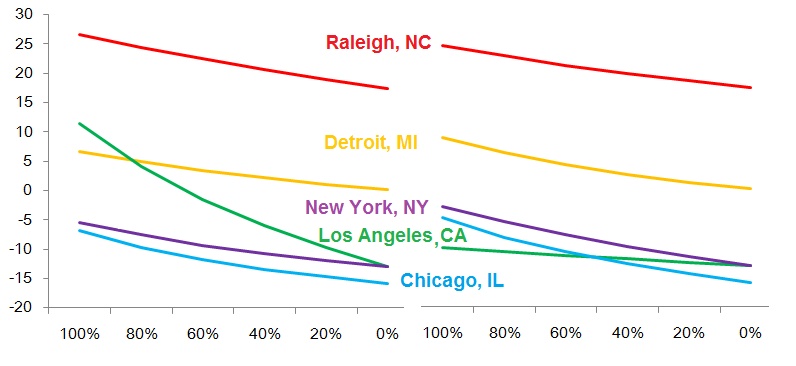 30
25
20
15
10
5
0
-5
-10
-15
-20
Raleigh, NC
Detroit, MI
New York, NY
Los Angeles, CA
Chicago, IL
100% 80% 60% 40% 20% 0%
100% 80% 60% 40% 20% 0%